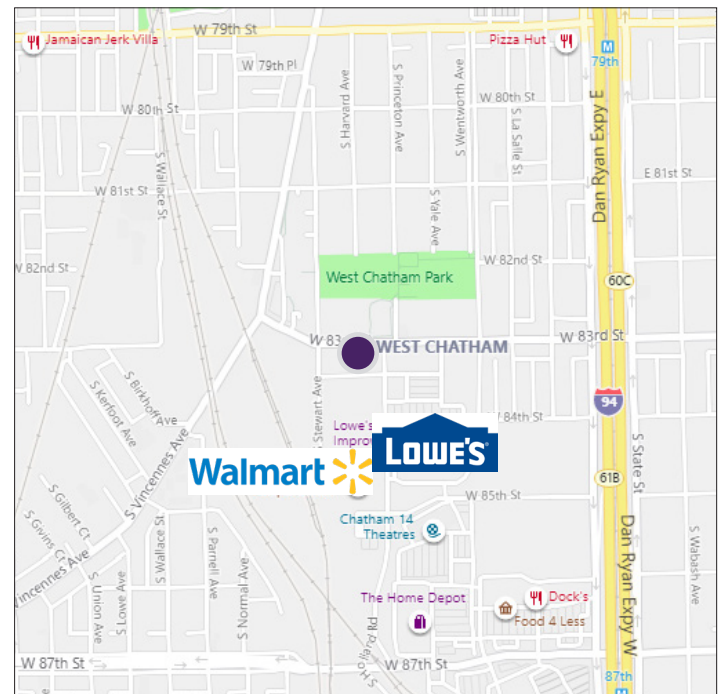 W 79th St
Jamaican Jerk Villa
Pizza Hut
M
79th
W 79th Pl
S Harvard Ave
S Princeton Ave
S Wentworth Ave
W 80th St
W 80th St
S La Salle St
Dan Ryan Expy E
S Wallace St
W 81st St
E 81st St
S Yale Ave
W 82nd St
W 82nd St
West Chatham Park
60C
W 83
WEST CHATHAM
W 83rd St
S Birkhoff Ave
S Kerfoot Ave
S Stewart Ave
94
84th St
Lowe's
Impro
LOWE'S
Walmart
S Vincennes Ave
S State St
61B
W 85th St
S Gilbert Ct
S Givins Ct
Chatham 14
Theatres
S Wallace St
S Parnell Ave
Dan Ryan Expy W
S Wabash Ave
Vincennes Ave
S Union Ave
S Lowe Ave
S Normal Ave
The Home Depot
Dock's
Food 4 Less
ollard Rd
S Ho
W 87th St
W 87th St
87th